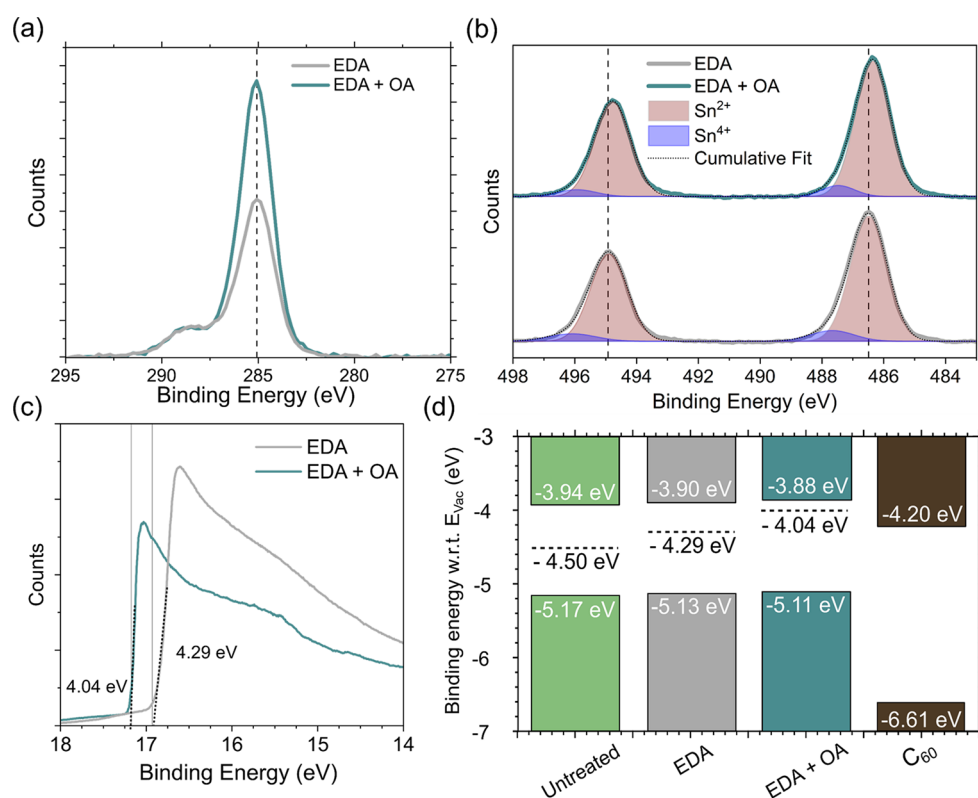 (a)
EDA
EDA + OA
Counts
295
290
285
280
275
Binding Energy (eV)
(b)
EDA
EDA + OA
Sn²⁺
Sn⁴⁺
Cumulative Fit
Counts
498
496
494
492
490
488
486
484
Binding Energy (eV)
(c)
EDA
EDA + OA
4.04 eV
4.29 eV
Counts
18
17
16
15
14
Binding Energy (eV)
(d)
Binding energy w.r.t. E_Vac (eV)
-3
-4
-5
-6
-7
-3.94 eV
-3.90 eV
-3.88 eV
-4.20 eV
- 4.50 eV
- 4.29 eV
- 4.04 eV
-5.17 eV
-5.13 eV
-5.11 eV
-6.61 eV
Untreated
EDA
EDA + OA
C₆₀